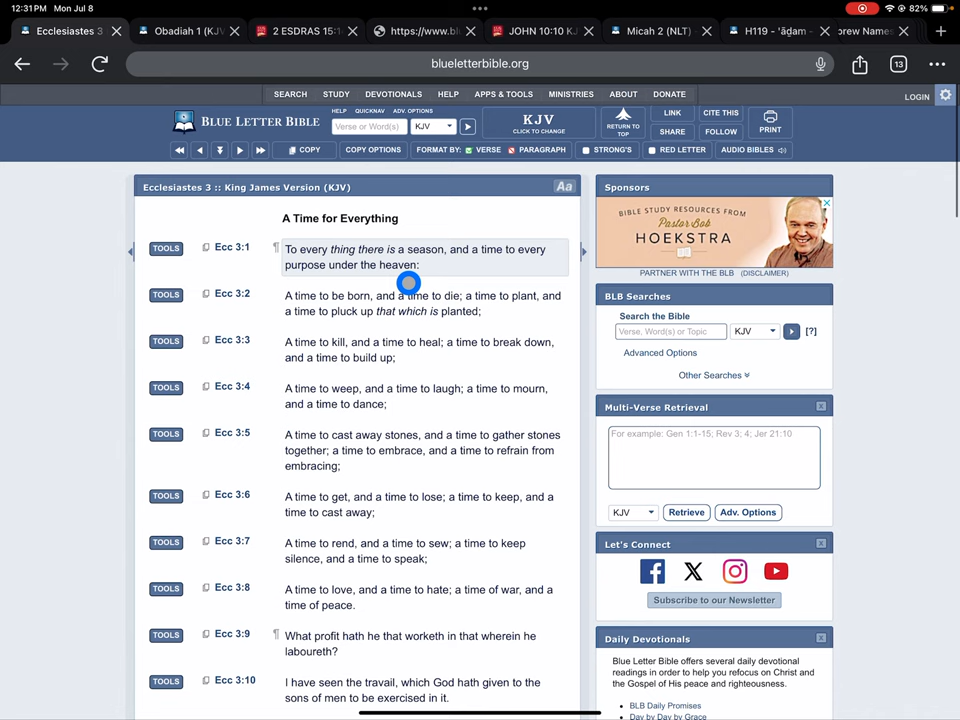 12:31PM Mon Jul 8
82%
Ecclesiastes 3
Obadiah 1 (KJV
2 ESDRAS 15:1
https://www.bl
JOHN 10:10 K
Micah 2 (NLT)
H119 - 'āḏam -
brew Names
blueletterbible.org
13
SEARCH STUDY DEVOTIONALS HELP APPS & TOOLS MINISTRIES ABOUT DONATE
LOGIN
BLUE LETTER BIBLE
HELP QUICKNAV ADV. OPTIONS
Verse or Word(s)
KJV
KJV
CLICK TO CHANGE
RETURN TO
TOP
LINK
CITE THIS
SHARE
FOLLOW
PRINT
COPY
COPY OPTIONS
FORMAT BY: VERSE PARAGRAPH
STRONG'S
RED LETTER
AUDIO BIBLES
Ecclesiastes 3 :: King James Version (KJV)
Aa
A Time for Everything
TOOLS Ecc 3:1 ¶ To every thing there is a season, and a time to every
purpose under the heaven:
TOOLS Ecc 3:2 A time to be born, and a time to die; a time to plant, and
a time to pluck up that which is planted;
TOOLS Ecc 3:3 A time to kill, and a time to heal; a time to break down,
and a time to build up;
TOOLS Ecc 3:4 A time to weep, and a time to laugh; a time to mourn,
and a time to dance;
TOOLS Ecc 3:5 A time to cast away stones, and a time to gather stones
together; a time to embrace, and a time to refrain from
embracing;
TOOLS Ecc 3:6 A time to get, and a time to lose; a time to keep, and a
time to cast away;
TOOLS Ecc 3:7 A time to rend, and a time to sew; a time to keep
silence, and a time to speak;
TOOLS Ecc 3:8 A time to love, and a time to hate; a time of war, and a
time of peace.
TOOLS Ecc 3:9 ¶ What profit hath he that worketh in that wherein he
laboureth?
TOOLS Ecc 3:10 I have seen the travail, which God hath given to the
sons of men to be exercised in it.
Sponsors
BIBLE STUDY RESOURCES FROM
Pastor Bob
HOEKSTRA
PARTNER WITH THE BLB (DISCLAIMER)
BLB Searches
Search the Bible
Verse, Word(s) or Topic
KJV
[?]
Advanced Options
Other Searches
Multi-Verse Retrieval
For example; Gen 1:1-15; Rev 3; 4; Jer 21:10
KJV
Retrieve
Adv. Options
Let's Connect
Subscribe to our Newsletter
Daily Devotionals
Blue Letter Bible offers several daily devotional
readings in order to help you refocus on Christ and
the Gospel of His peace and righteousness.
• BLB Daily Promises
• Day by Day by Grace